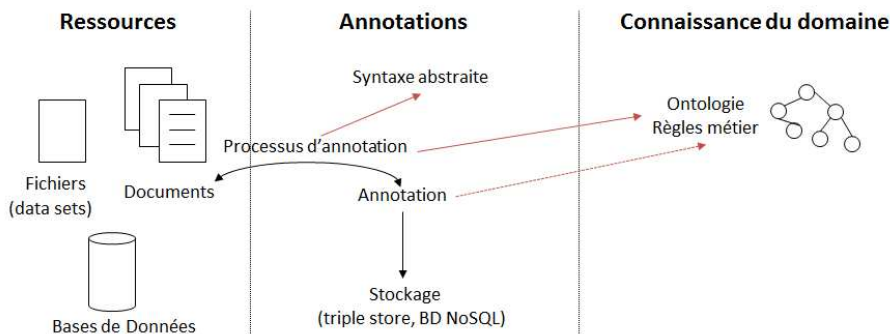 Ressources
Annotations
Connaissance du domaine
Syntaxe abstraite
Ontologie
Règles métier
Processus d'annotation
Fichiers
(data sets)
Documents
Annotation
Stockage
(triple store, BD NoSQL)
Bases de Données